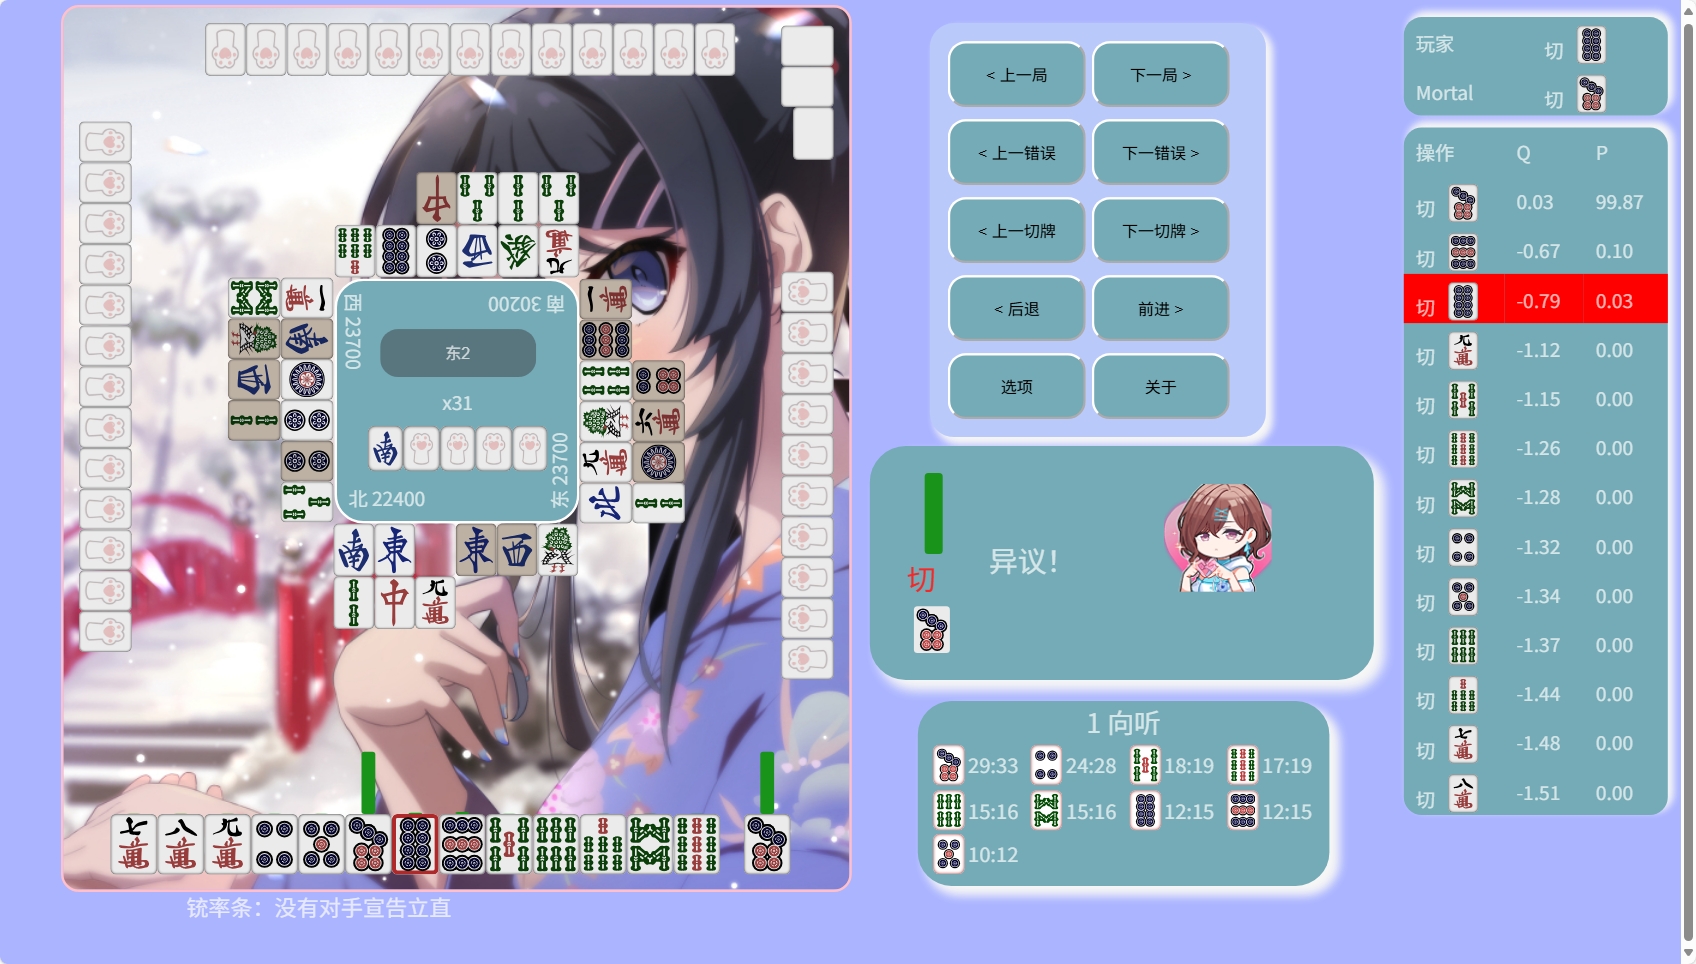 西 23700
南 30200
东2
x31
北 22400
东 23700
铳率条：没有对手宣告立直
< 上一局
下一局 >
< 上一错误
下一错误 >
< 上一切牌
下一切牌 >
< 后退
前进 >
选项
关于
切
异议！
1 向听
29:33 24:28 18:19 17:19
15:16 15:16 12:15 12:15
10:12
玩家 切
Mortal 切
操作 Q P
切 0.03 99.87
切 -0.67 0.10
切 -0.79 0.03
切 -1.12 0.00
切 -1.15 0.00
切 -1.26 0.00
切 -1.28 0.00
切 -1.32 0.00
切 -1.34 0.00
切 -1.37 0.00
切 -1.44 0.00
切 -1.48 0.00
切 -1.51 0.00